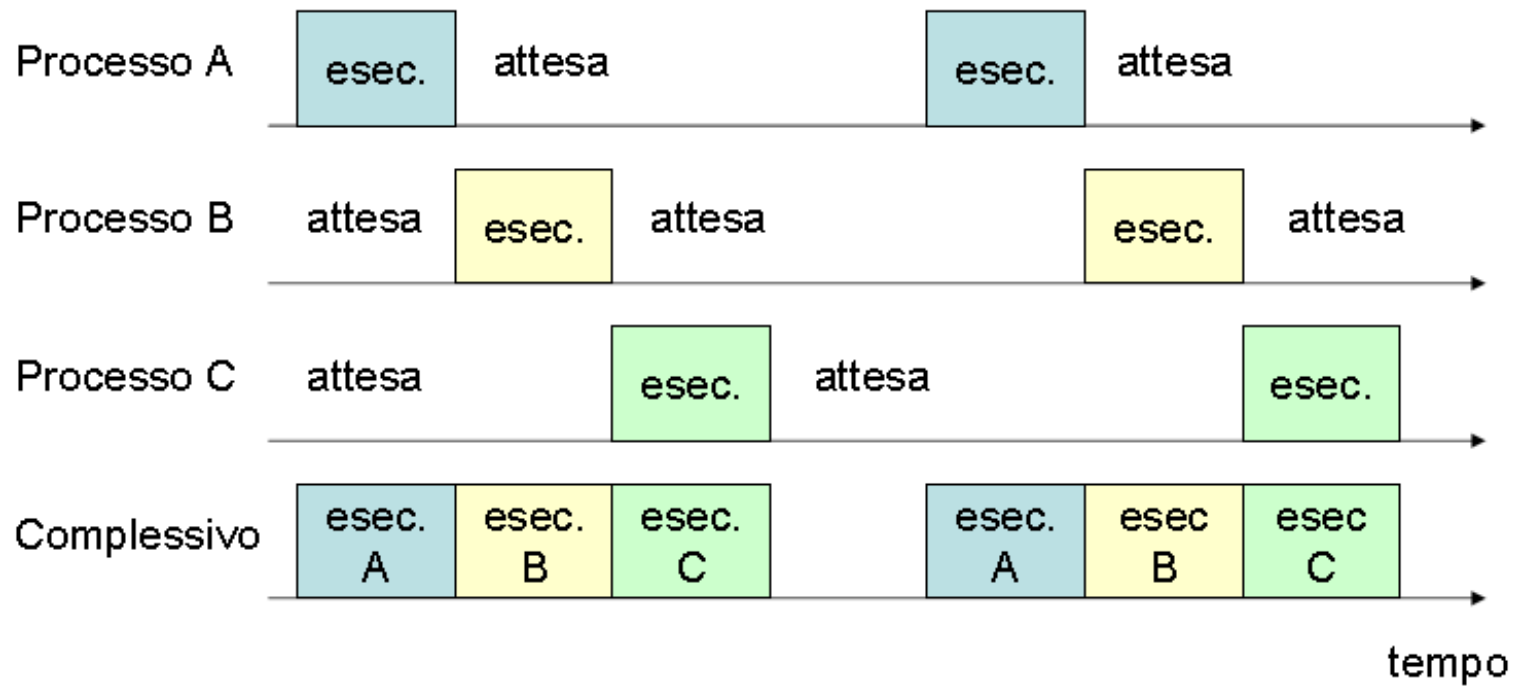 Processo A esec. attesa esec. attesa
Processo B attesa esec. attesa esec. attesa
Processo C attesa esec. attesa esec.
Complessivo esec. esec. esec. esec. esec esec
A B C A B C
tempo